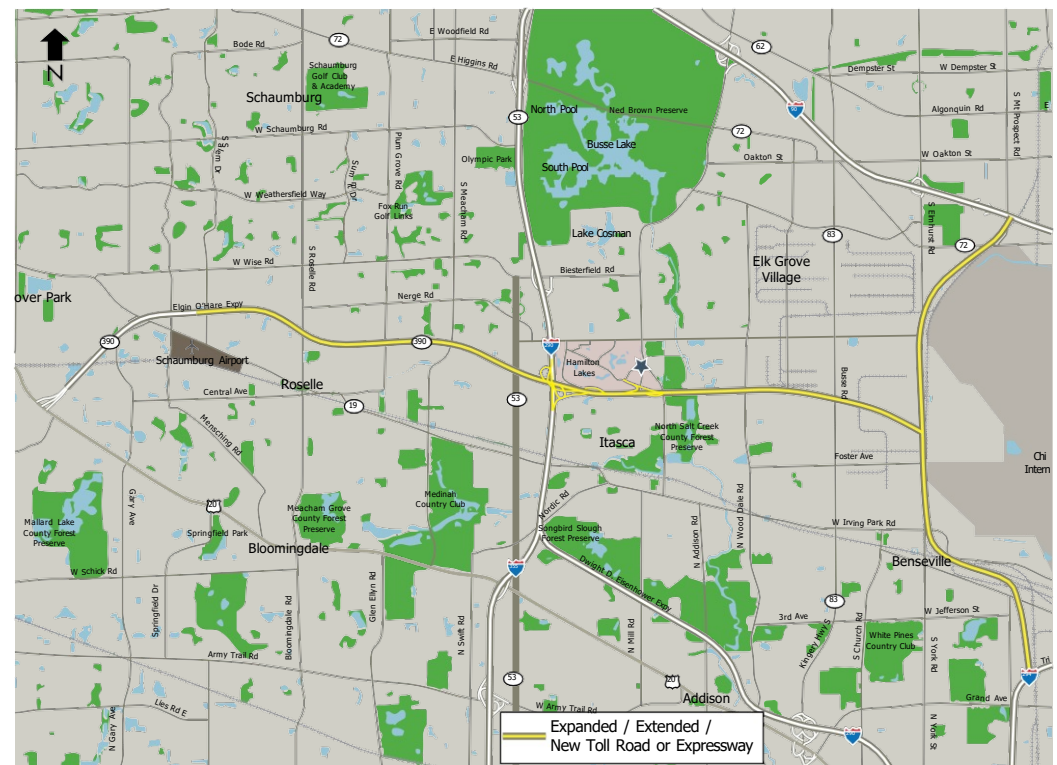 E Woodfield Rd
72
Bode Rd
62
E Higgins Rd
Schaumburg
Golf Club
& Academy
Dempster St
W Dempster St
Schaumburg
90
North Pool
Ned Brown Preserve
Algonquin Rd
S Mt Prospect Rd
E
53
W Schaumburg Rd
72
S Salem Dr
Plum Grove Rd
Busse Lake
Olympic Park
Oakton St
W Oakton St
South Pool
W Weathersfield Way
S Meacham Rd
Fox Run
Golf Links
S Elmhurst Rd
Lake Cosman
83
72
S Roselle Rd
W Wise Rd
Biesterfield Rd
Elk Grove
Village
over Park
Nerge Rd
Elgin O'Hare Expy
390
390
Schaumburg Airport
Hamilton
Lakes
Busse Rd
Roselle
Central Ave
19
53
Mensching Rd
Itasca
North Salt Creek
County Forest
Preserve
Foster Ave
Chi
Intern
Gary Ave
20
Medinah
Country Club
Nordic Rd
N Wood Dale Rd
Mallard Lake
County Forest
Preserve
Springfield Park
Meacham Grove
County Forest
Preserve
Songbird Slough
Forest Preserve
N Addison Rd
W Irving Park Rd
Bloomingdale
Bensenville
W Schick Rd
Dwight D. Eisenhower Expy
Springfield Dr
Bloomingdale Rd
Glen Ellyn Rd
83
3rd Ave
W Jefferson St
N Swift Rd
N Mill Rd
Kingery Hwy S
S Church Rd
White Pines
Country Club
S York Rd
Army Trail Rd
Tri
53
20
Addison
Grand Ave
Lies Rd E
W Army Trail Rd
N Gary Ave
N York St
Expanded / Extended /
New Toll Road or Expressway
N